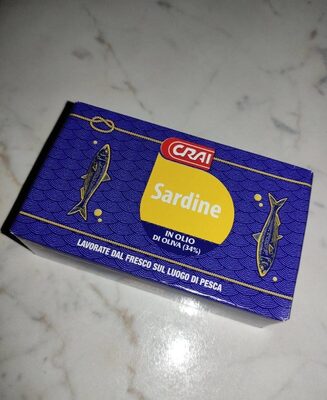 CRAI
Sardine
IN OLIO
DI OLIVA (34%)
LAVORATE DAL FRESCO SUL LUOGO DI PESCA